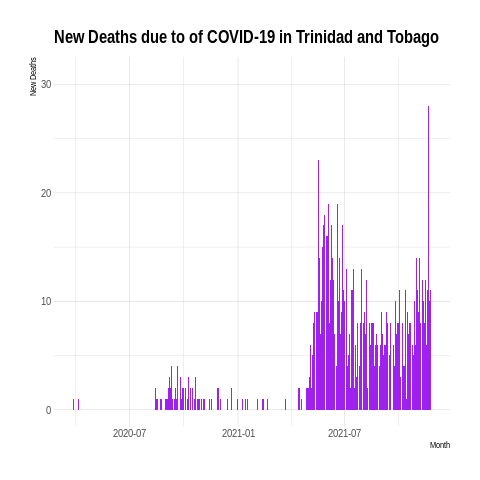 New Deaths due to of COVID-19 in Trinidad and Tobago
New Deaths
30
20
10
0
2020-07
2021-01
2021-07
Month